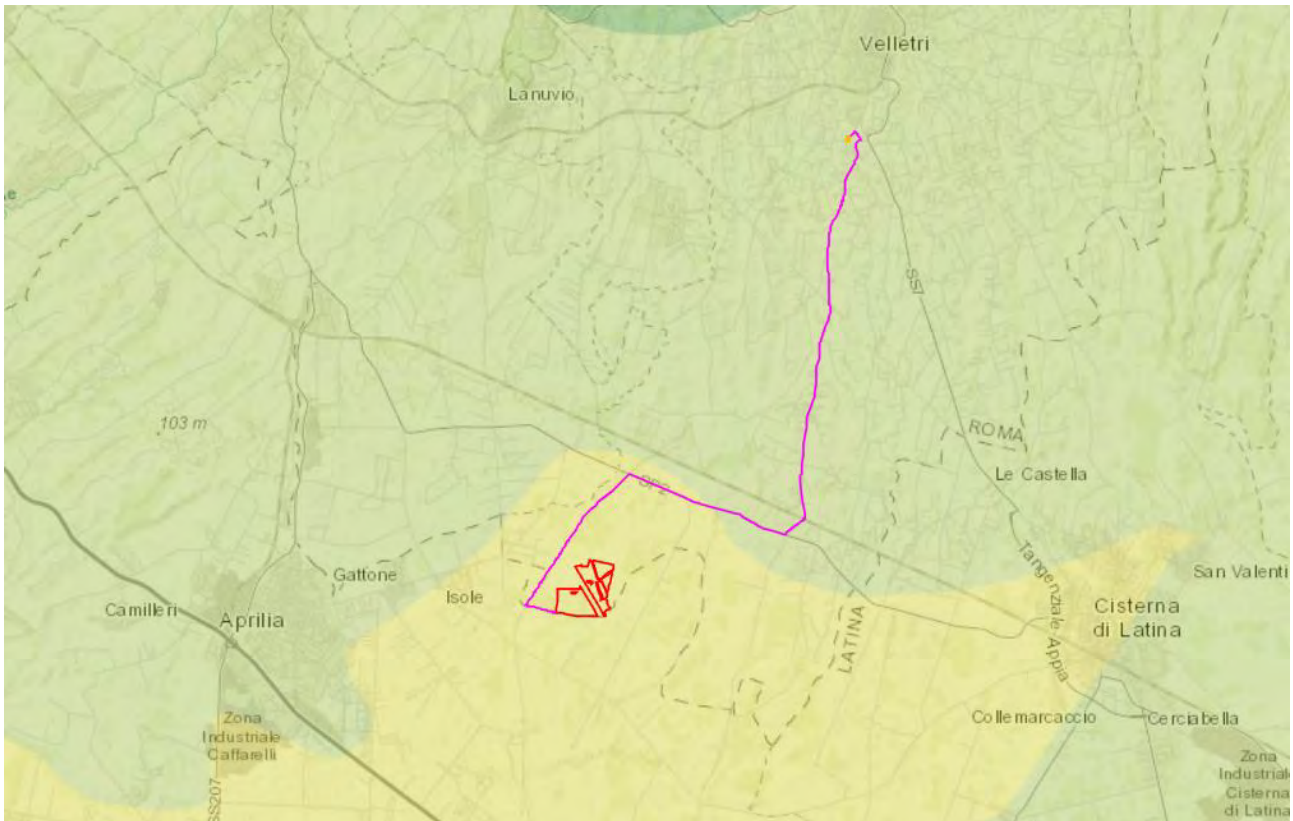 Velletri
Lanuvio
e
SS7
103 m
ROMA
Le Castella
SP2
Gattone
Isole
Camilleri
Aprilia
Tangenziale Appia
San Valenti
Cisterna
di Latina
LATINA
Zona
Industriale
Caffarelli
Collemarcaccio
Cerciabella
SS207
Zona
Industriale
Cisterna
di Latina